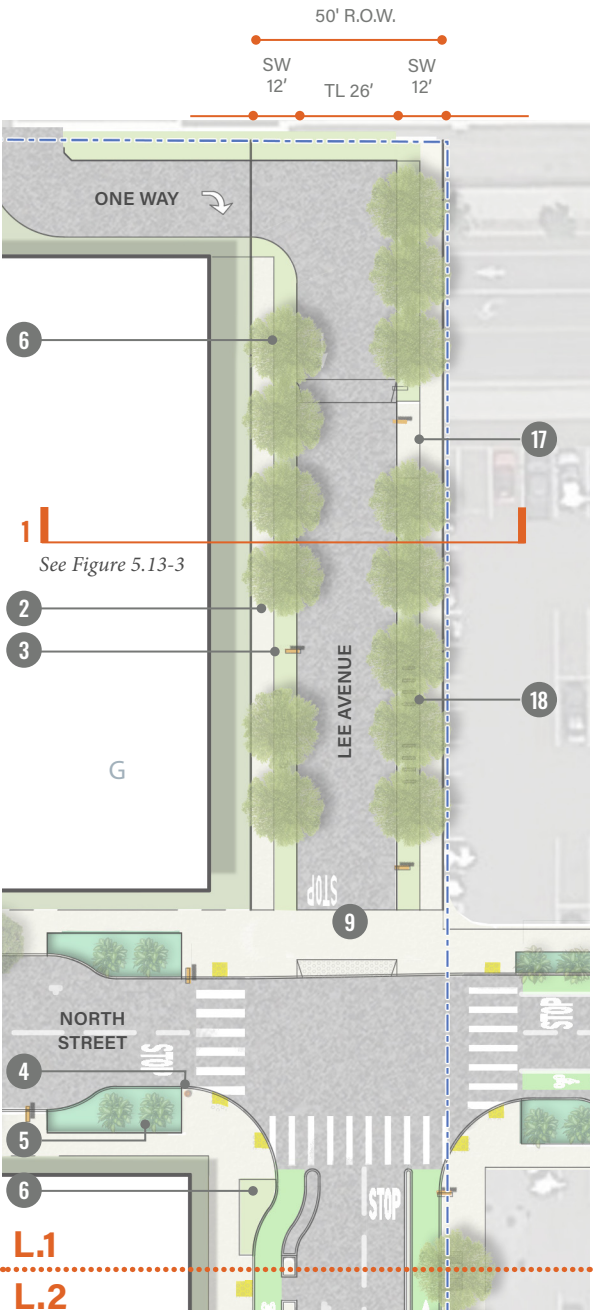 50' R.O.W.
SW
12'
TL 26'
SW
12'
ONE WAY
6
17
1
See Figure 5.13-3
2
3
LEE AVENUE
18
G
STOP
9
NORTH
STREET
STOP
STOP
4
5
6
STOP
L.1
L.2